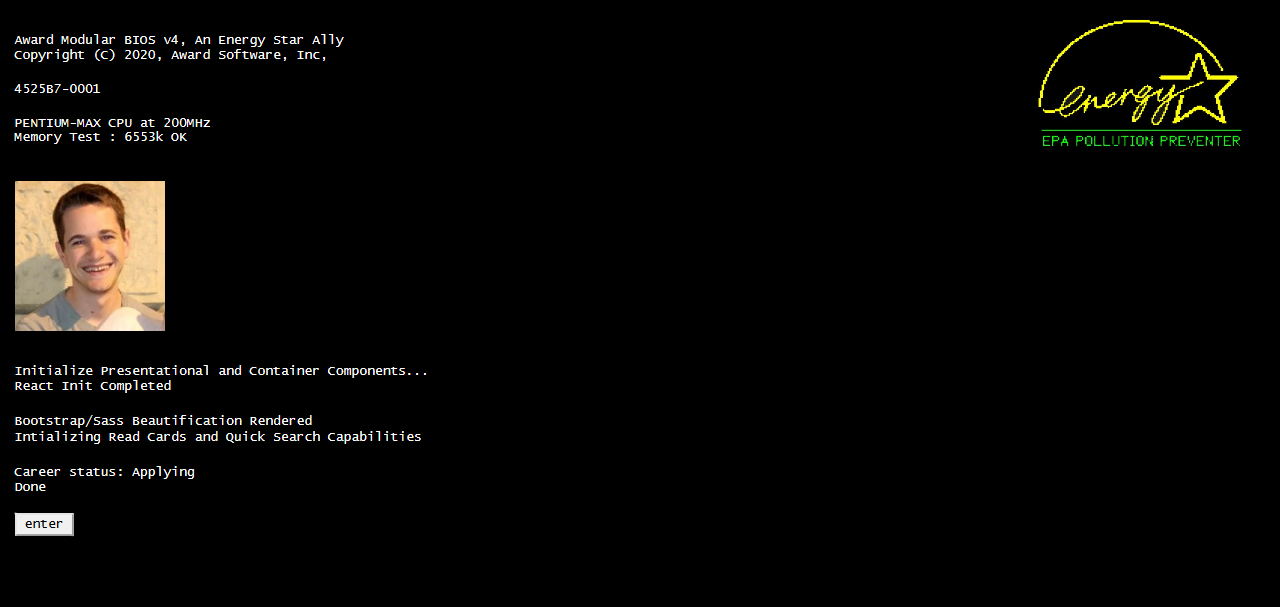 Award Modular BIOS v4, An Energy Star Ally
Copyright (C) 2020, Award Software, Inc,
4525B7-0001
PENTIUM-MAX CPU at 200MHz
Memory Test : 6553k OK
energy
EPA POLLUTION PREVENTER
Initialize Presentational and Container Components...
React Init Completed
Bootstrap/Sass Beautification Rendered
Intializing Read Cards and Quick Search Capabilities
Career status: Applying
Done
enter